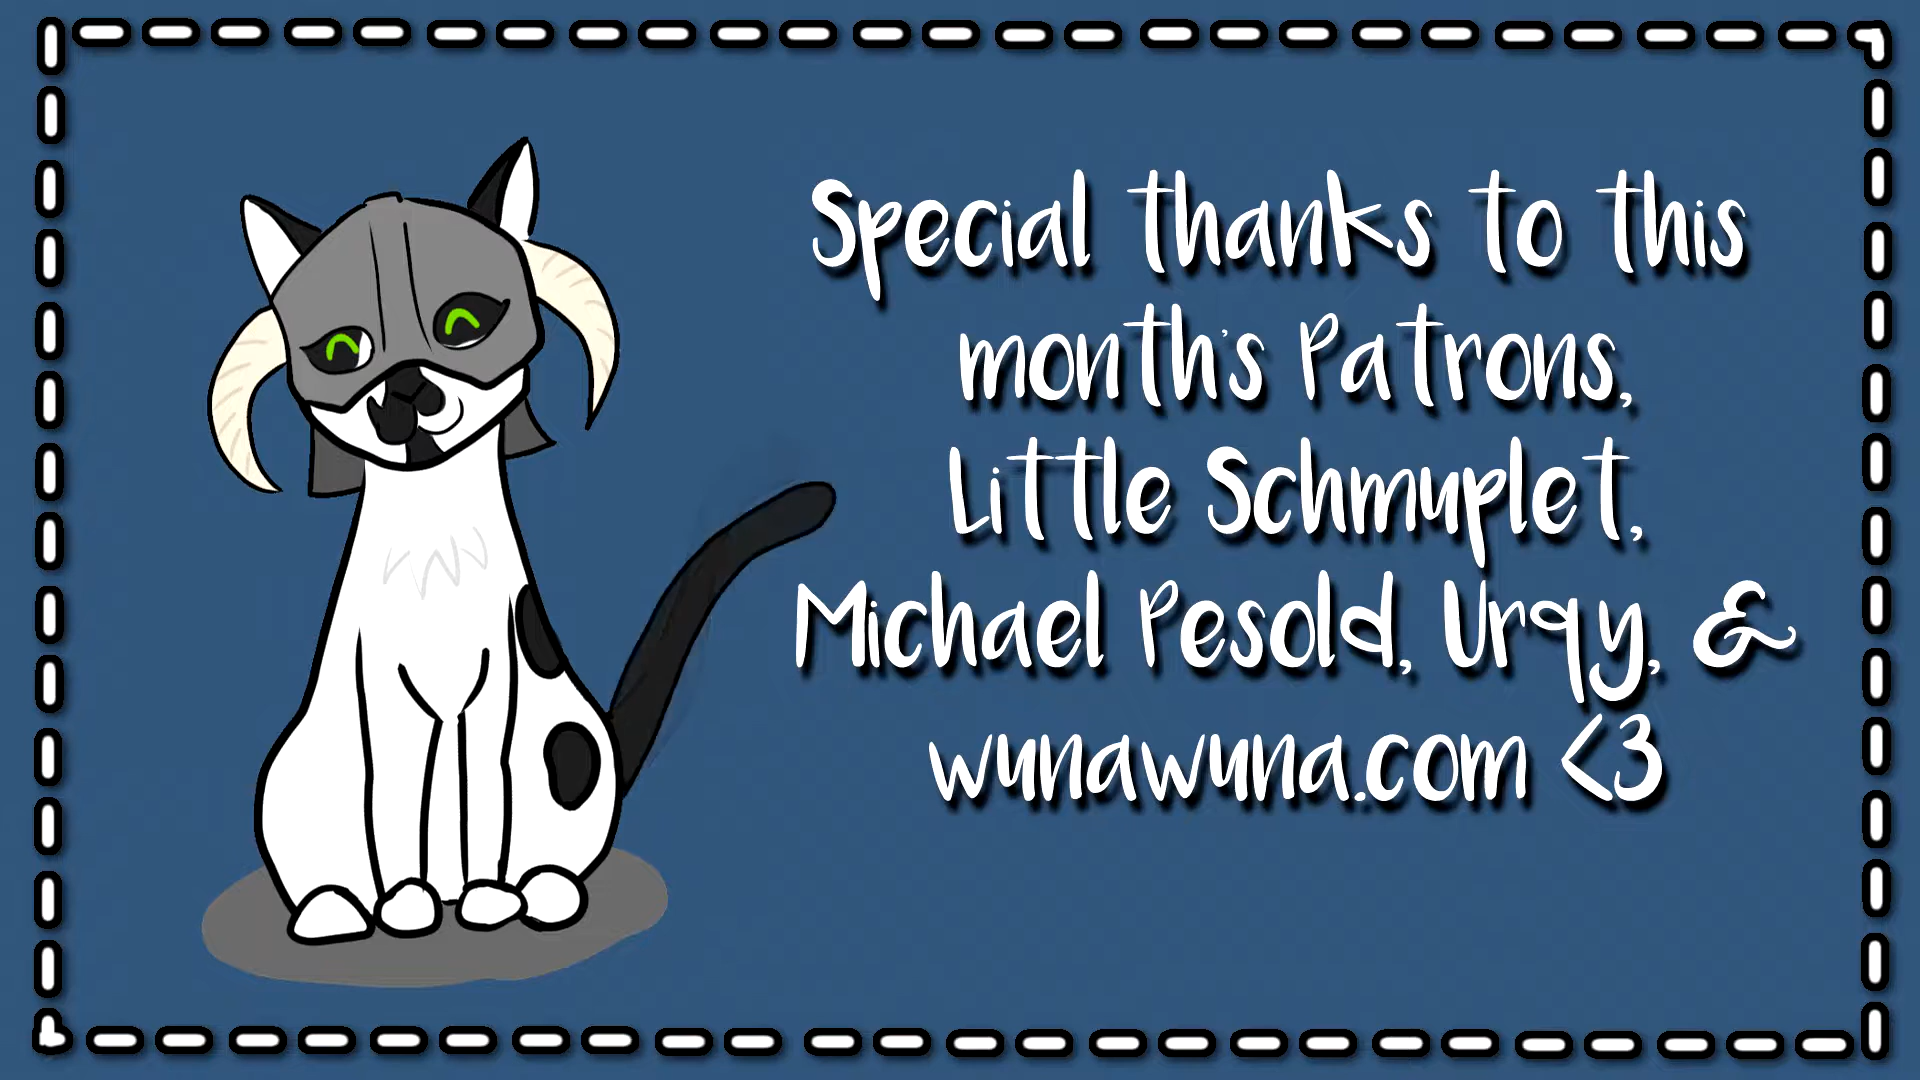 Special thanks to this
month's Patrons,
Little Schmuplet,
Michael Pesold, Urqy, &
wunawuna.com <3